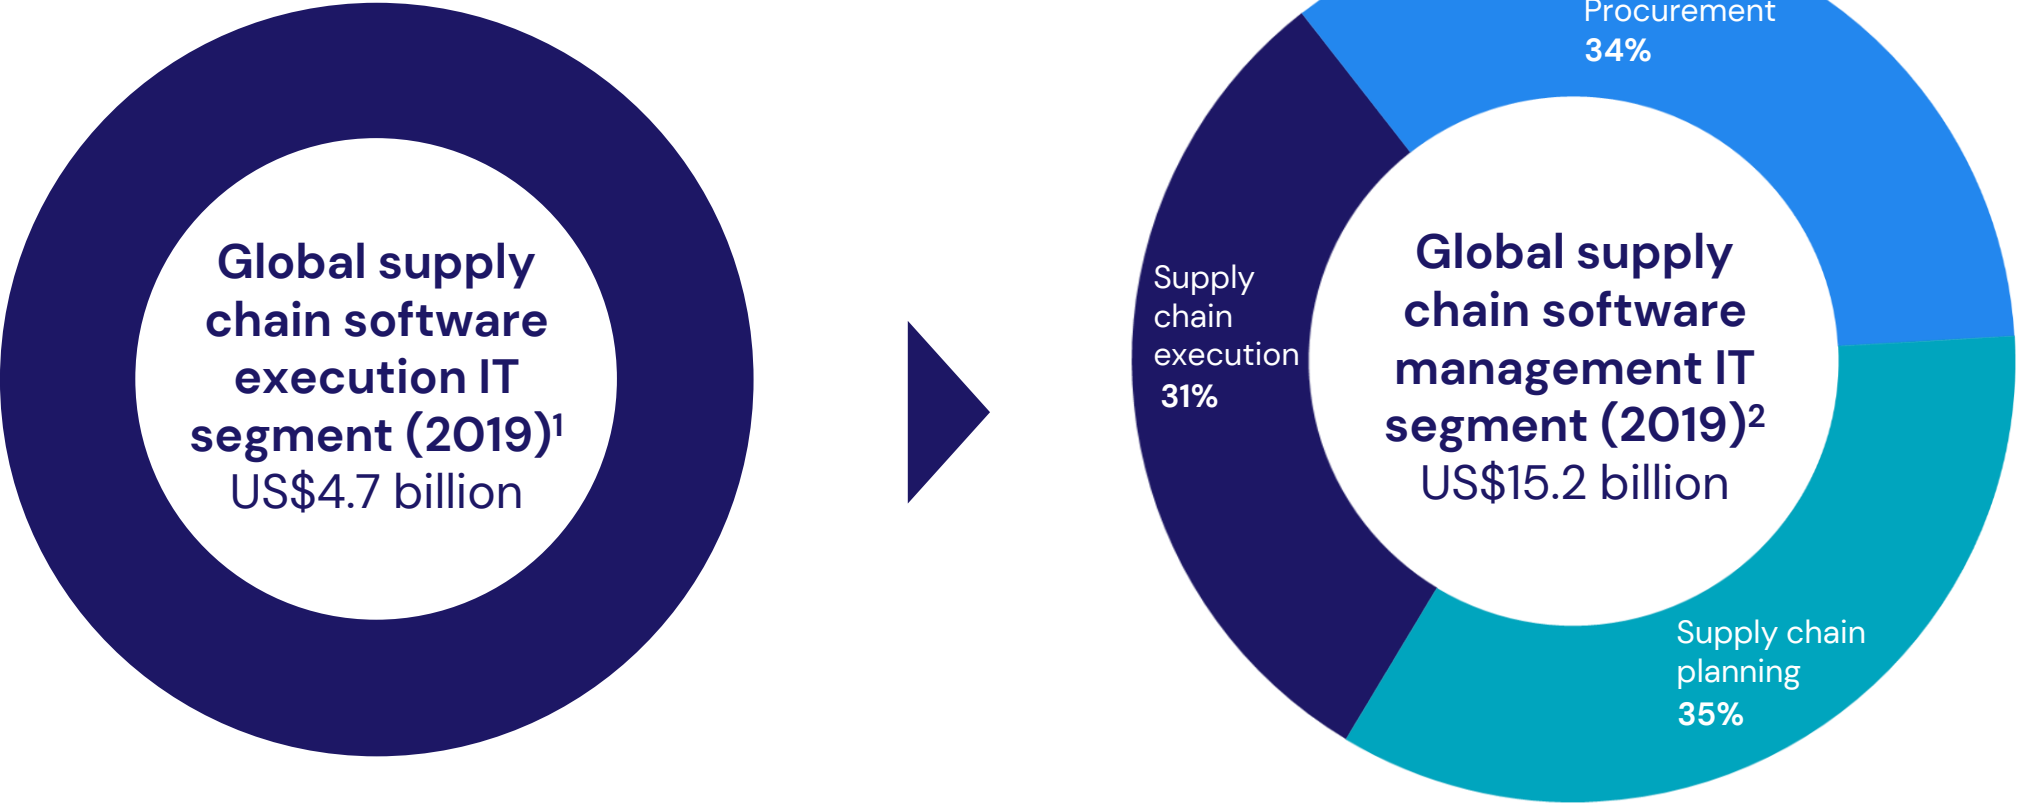 Global supply
chain software
execution IT
segment (2019)¹
US$4.7 billion
Procurement
34%
Supply
chain
execution
31%
Global supply
chain software
management IT
segment (2019)²
US$15.2 billion
Supply chain
planning
35%